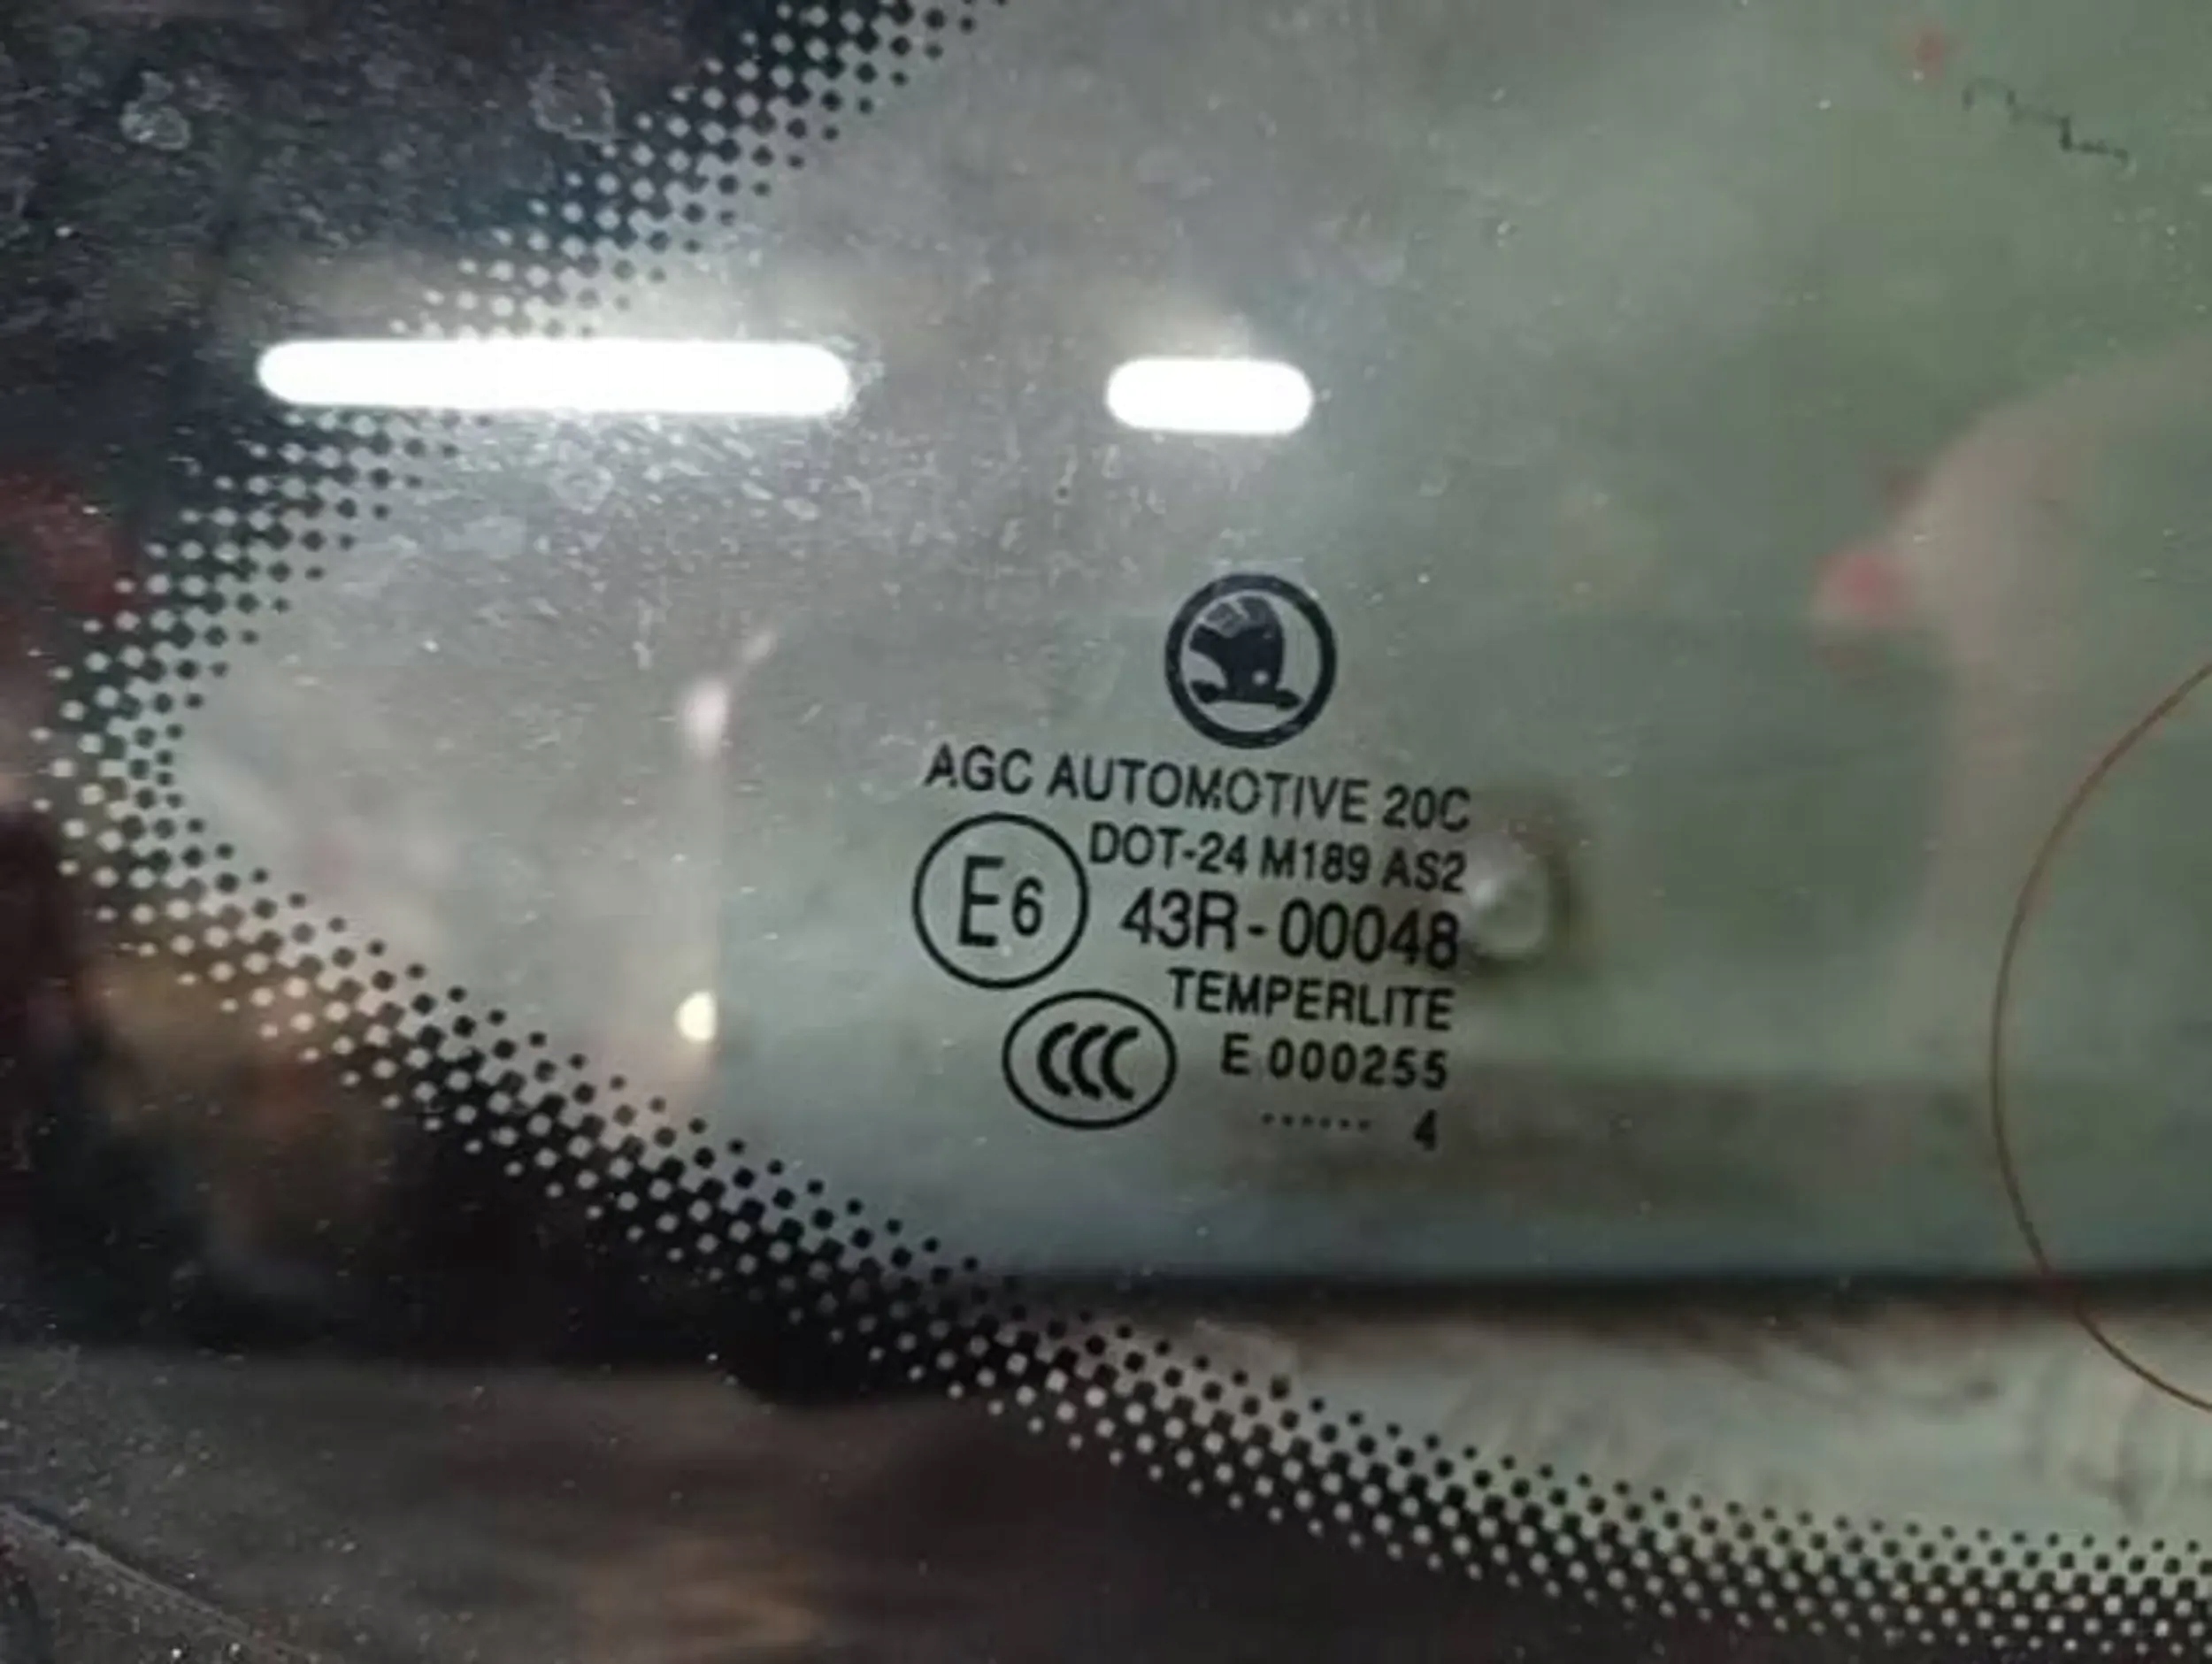 AGC AUTOMOTIVE 20C
DOT-24 M189 AS2
E6 43R-00048
TEMPERLITE
CCC E 000255
...... 4